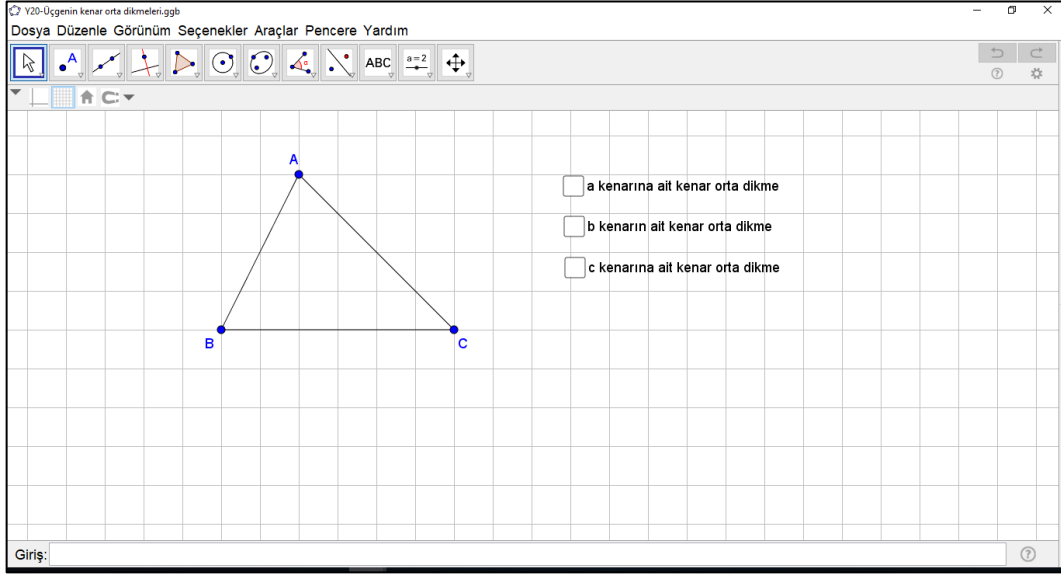 Y20-Üçgenin kenar orta dikmeleri.ggb
Dosya Düzenle Görünüm Seçenekler Araçlar Pencere Yardım
A
ABC
a=2
A
a kenarına ait kenar orta dikme
b kenarın ait kenar orta dikme
c kenarına ait kenar orta dikme
B
C
Giriş: